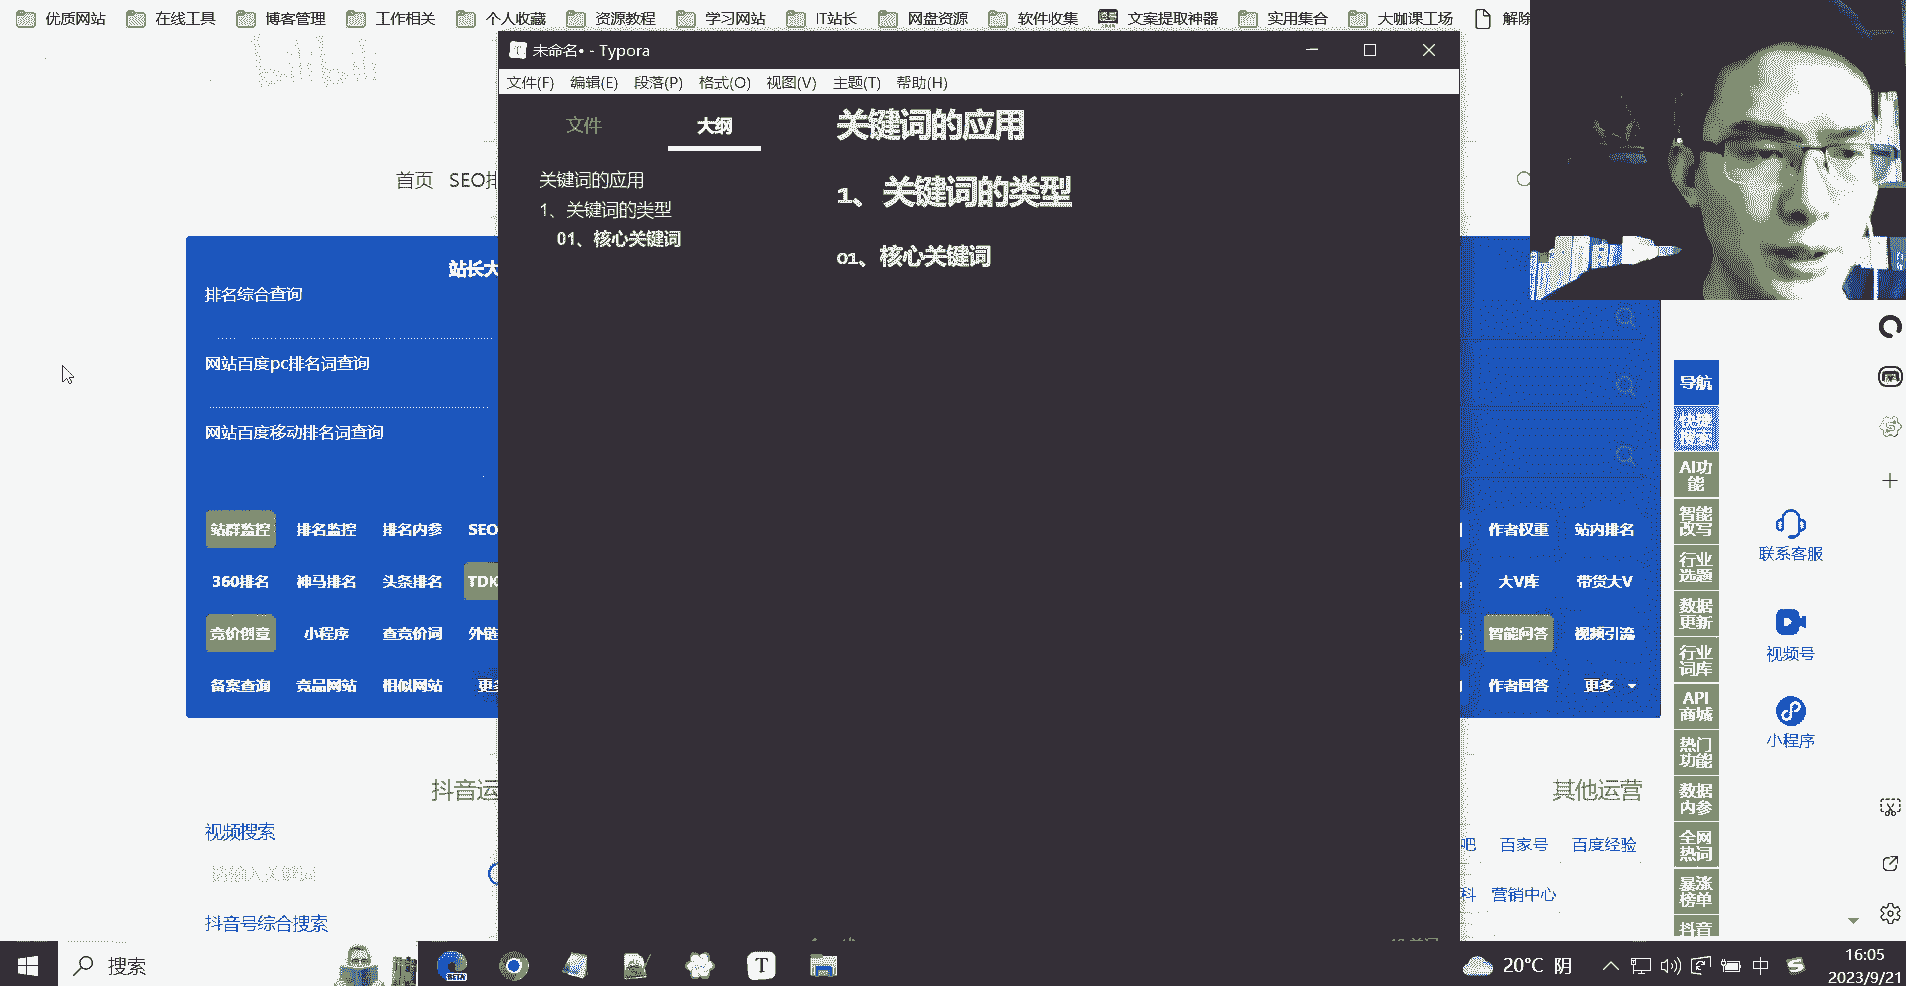 优质网站 在线工具 博客管理 工作相关 个人收藏 资源教程 学习网站 IT站长 网盘资源 软件收集 文案提取神器 实用集合 大咖课工场 解除
bilibili
未命名• - Typora
文件(F) 编辑(E) 段落(P) 格式(O) 视图(V) 主题(T) 帮助(H)
文件 大纲
关键词的应用
1、关键词的类型
01、核心关键词
关键词的应用
1、关键词的类型
01、核心关键词
首页 SEO排
站长大
排名综合查询
网站百度pc排名词查询
网站百度移动排名词查询
站群监控 排名监控 排名内参 SEO
360排名 神马排名 头条排名 TDK
竞价创意 小程序 查竞价词 外链
备案查询 竞品网站 相似网站 更多
作者权重 站内排名
大V库 带货大V
智能问答 视频引流
作者回答 更多
抖音运
视频搜索
请输入关键词
抖音号综合搜索
其他运营
吧 百家号 百度经验
科 营销中心
导航
快捷
搜索
AI功
能
智能
改写
行业
选题
数据
更新
行业
词库
API
商城
热门
功能
数据
内参
全网
热词
暴涨
榜单
抖音
联系客服
视频号
小程序
搜索
BETA
T
20°C 阴
中
16:05
2023/9/21